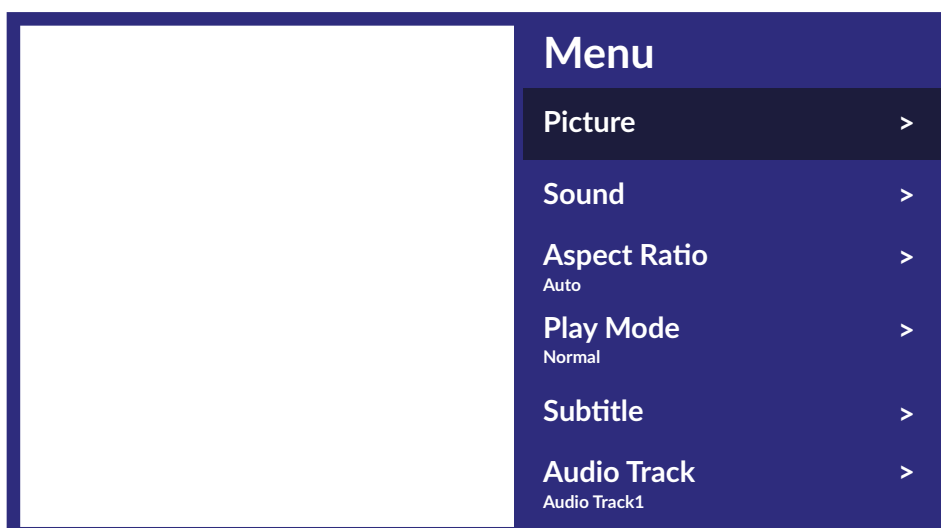 Menu
Picture >
Sound >
Aspect Ratio >
Auto
Play Mode >
Normal
Subtitle >
Audio Track >
Audio Track1